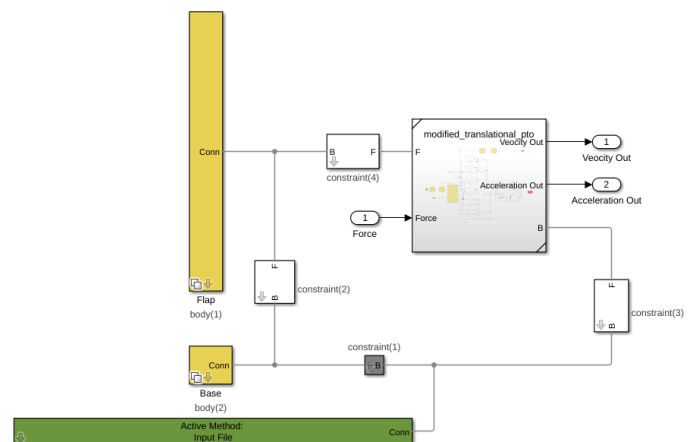 modified_translational_pto
Conn
B
F
F
Veocity Out
1
Veocity Out
constraint(4)
Acceleration Out
2
Acceleration Out
1
Force
Force
B
F
B
constraint(2)
Flap
body(1)
F
B
constraint(3)
constraint(1)
Conn
B
Base
body(2)
Active Method:
Input File
Conn